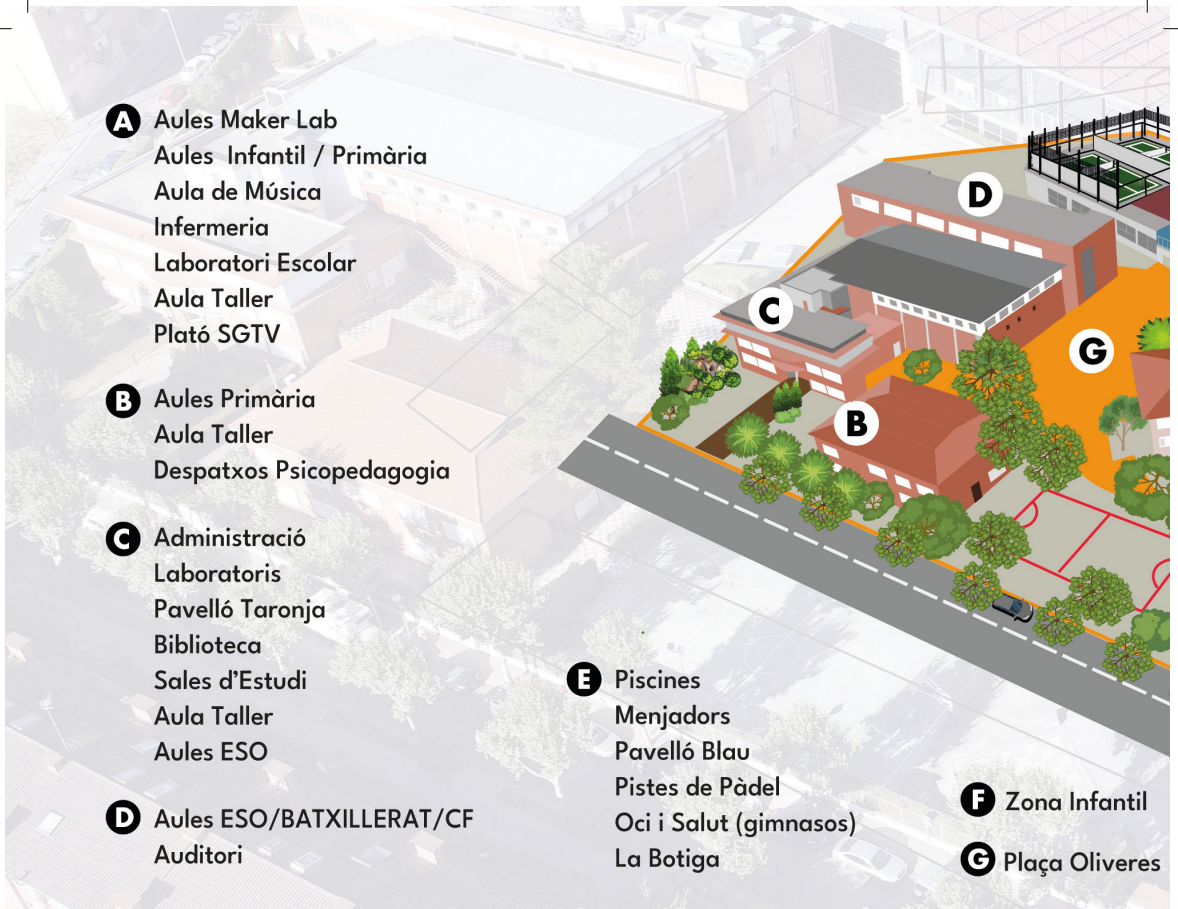 A Aules Maker Lab
Aules Infantil / Primària
Aula de Música
Infermeria
Laboratori Escolar
Aula Taller
Plató SGTV
B Aules Primària
Aula Taller
Despatxos Psicopedagogia
C Administració
Laboratoris
Pavelló Taronja
Biblioteca
Sales d’Estudi
Aula Taller
Aules ESO
D Aules ESO/BATXILLERAT/CF
Auditori
E Piscines
Menjadors
Pavelló Blau
Pistes de Pàdel
Oci i Salut (gimnasos)
La Botiga
F Zona Infantil
G Plaça Oliveres
D
C
G
B